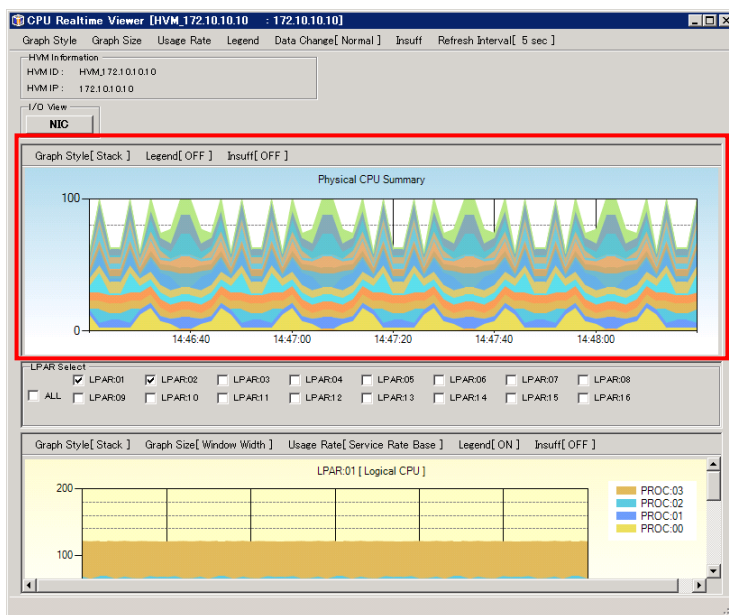 CPU Realtime Viewer [HVM_172.10.10.10 : 172.10.10.10]
Graph Style Graph Size Usage Rate Legend Data Change[ Normal ] Insuff Refresh Interval[ 5 sec ]
HVM Information
HVM ID : HVM_172.10.10.10
HVM IP : 172.10.10.10
I/O View
NIC
Graph Style[ Stack ] Legend[ OFF ] Insuff[ OFF ]
Physical CPU Summary
100
0
14:46:40 14:47:00 14:47:20 14:47:40 14:48:00
LPAR Select
LPAR:01 LPAR:02 LPAR:03 LPAR:04 LPAR:05 LPAR:06 LPAR:07 LPAR:08
ALL LPAR:09 LPAR:10 LPAR:11 LPAR:12 LPAR:13 LPAR:14 LPAR:15 LPAR:16
Graph Style[ Stack ] Graph Size[ Window Width ] Usage Rate[ Service Rate Base ] Legend[ ON ] Insuff[ OFF ]
LPAR:01 [ Logical CPU ]
200
100
PROC:03
PROC:02
PROC:01
PROC:00